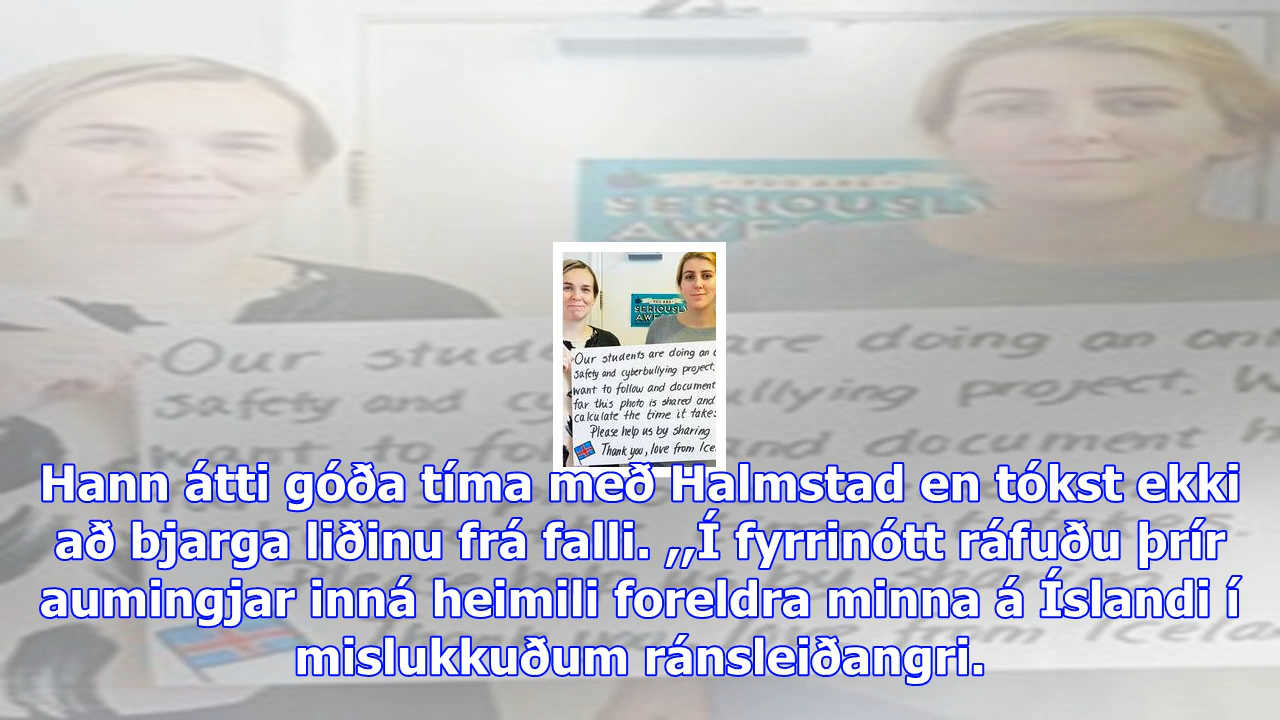 YOU ARE
SERIOUSLY
Our students are doing an
safety and cyberbullying project.
want to follow and document
far this photo is shared and
calculate the time it takes
Please help us by sharing
Thank you, love from
Hann átti góða tíma með Halmstad en tókst ekki
að bjarga liðinu frá falli. ,,Í fyrrinótt ráfuðu þrír
aumingjar inná heimili foreldra minna á Íslandi í
mislukkuðum ránsleiðangri.